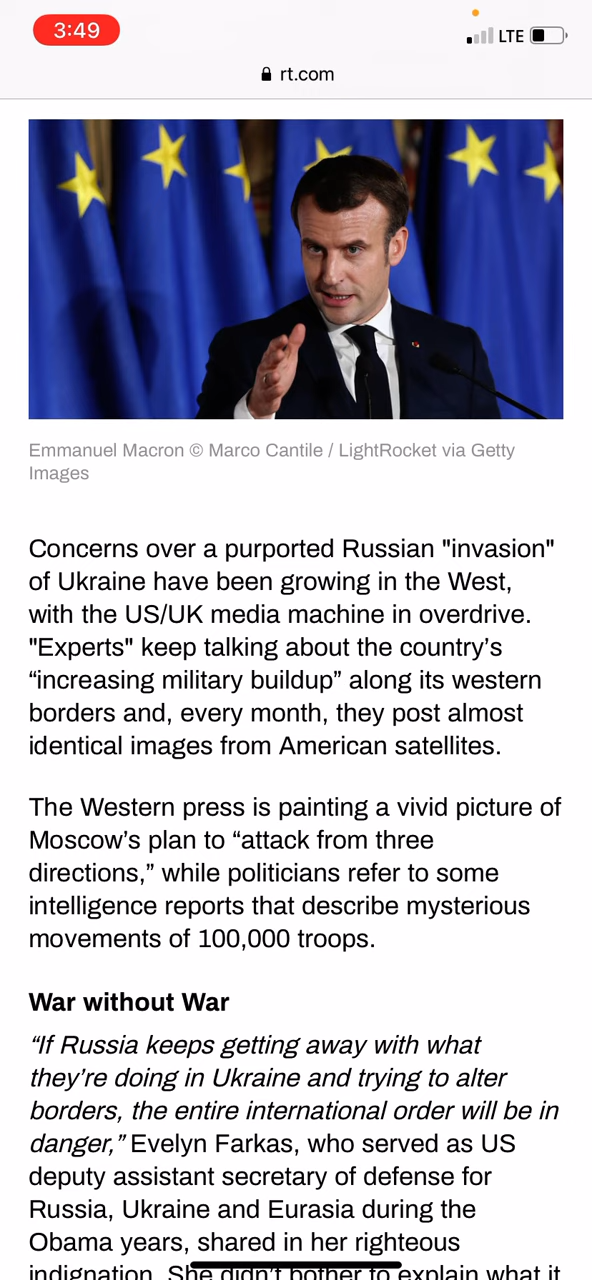 3:49
LTE
rt.com
Emmanuel Macron © Marco Cantile / LightRocket via Getty
Images
Concerns over a purported Russian "invasion"
of Ukraine have been growing in the West,
with the US/UK media machine in overdrive.
"Experts" keep talking about the country’s
“increasing military buildup” along its western
borders and, every month, they post almost
identical images from American satellites.
The Western press is painting a vivid picture of
Moscow’s plan to “attack from three
directions,” while politicians refer to some
intelligence reports that describe mysterious
movements of 100,000 troops.
War without War
“If Russia keeps getting away with what
they’re doing in Ukraine and trying to alter
borders, the entire international order will be in
danger,” Evelyn Farkas, who served as US
deputy assistant secretary of defense for
Russia, Ukraine and Eurasia during the
Obama years, shared in her righteous
indignation. She didn’t bother to explain what it